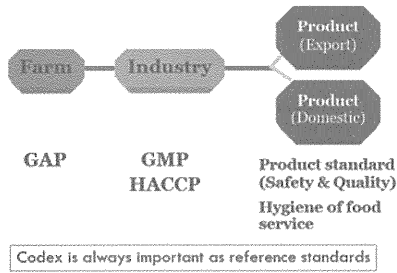 Product
(Export)
Farm
Industry
Product
(Domestic)
GAP
GMP
HACCP
Product standard
(Safety & Quality)
Hygiene of food
service
Codex is always important as reference standards